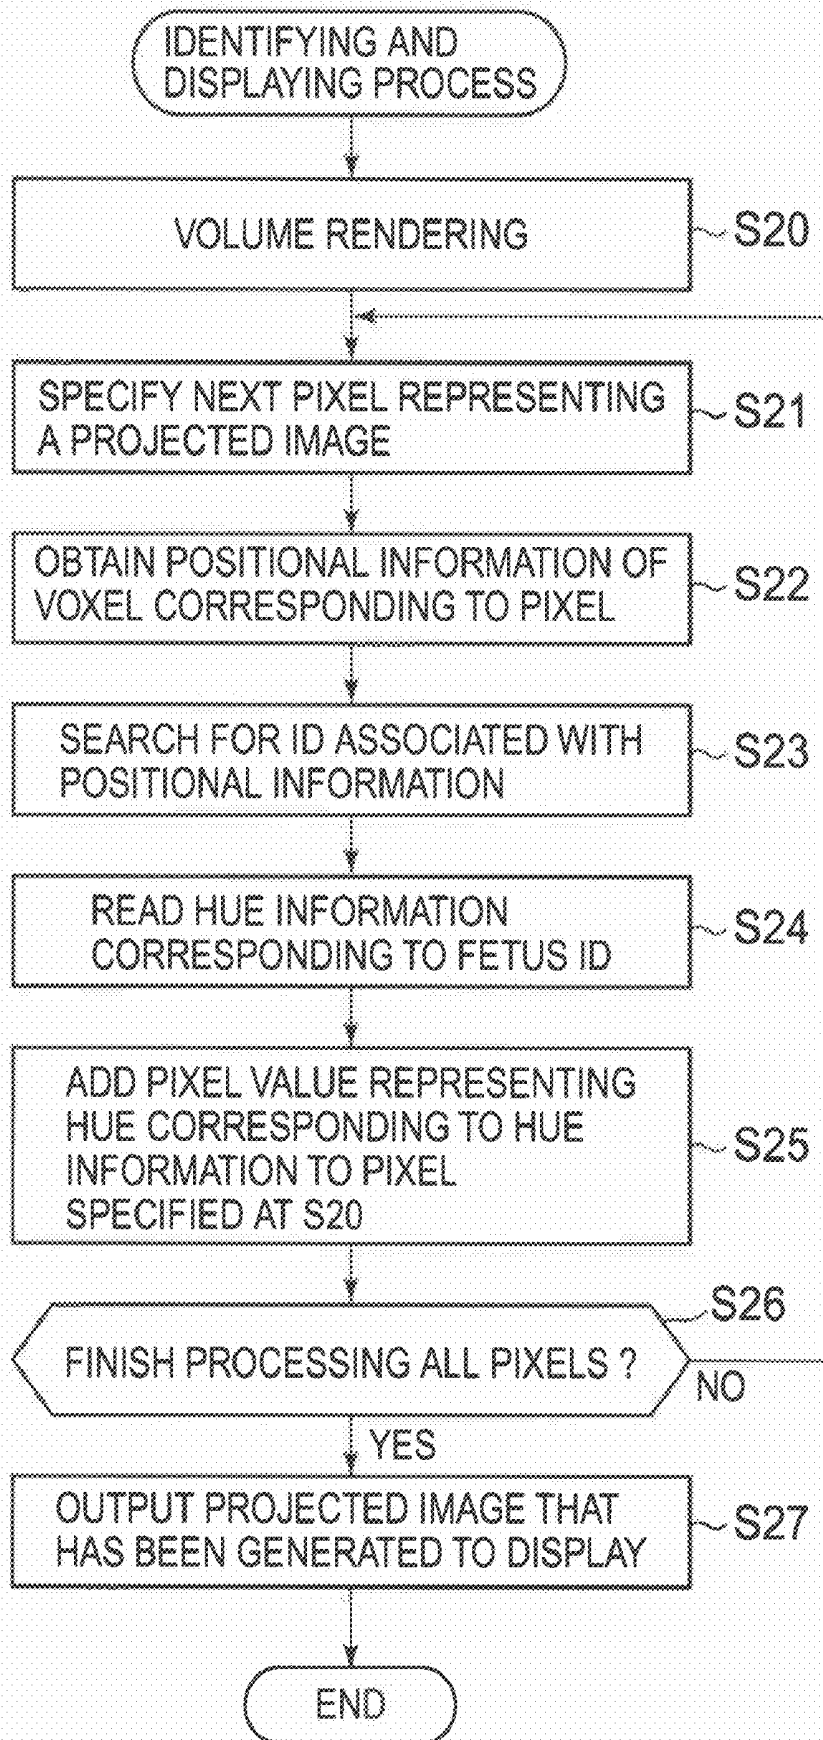 IDENTIFYING AND
DISPLAYING PROCESS
VOLUME RENDERING
S20
SPECIFY NEXT PIXEL REPRESENTING
A PROJECTED IMAGE
S21
OBTAIN POSITIONAL INFORMATION OF
VOXEL CORRESPONDING TO PIXEL
S22
SEARCH FOR ID ASSOCIATED WITH
POSITIONAL INFORMATION
S23
READ HUE INFORMATION
CORRESPONDING TO FETUS ID
S24
ADD PIXEL VALUE REPRESENTING
HUE CORRESPONDING TO HUE
INFORMATION TO PIXEL
SPECIFIED AT S20
S25
S26
FINISH PROCESSING ALL PIXELS ?
NO
YES
OUTPUT PROJECTED IMAGE THAT
HAS BEEN GENERATED TO DISPLAY
S27
END